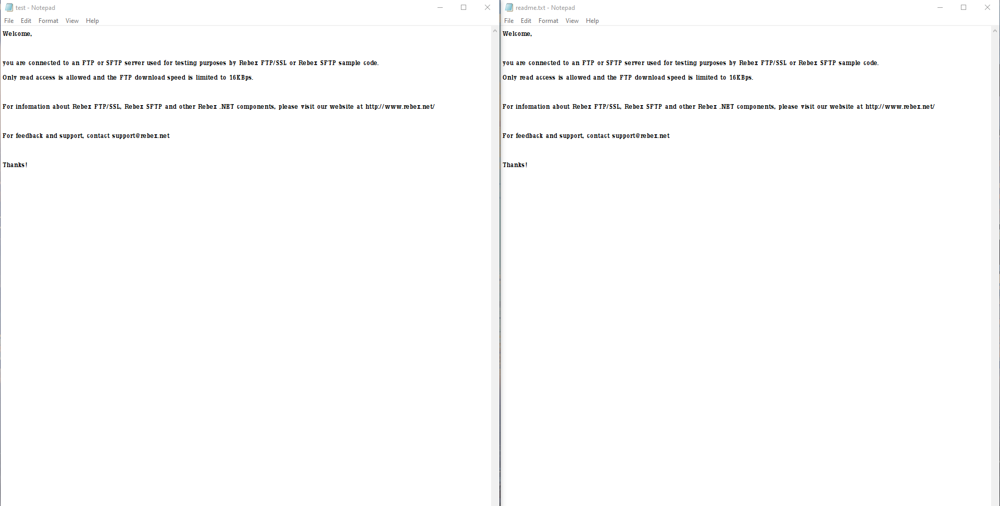 test - Notepad
File Edit Format View Help
Welcome,
you are connected to an FTP or SFTP server used for testing purposes by Rebex FTP/SSL or Rebex SFTP sample code.
Only read access is allowed and the FTP download speed is limited to 16KBps.
For infomation about Rebex FTP/SSL, Rebex SFTP and other Rebex .NET components, please visit our website at http://www.rebex.net/
For feedback and support, contact support@rebex.net
Thanks!
readme.txt - Notepad
File Edit Format View Help
Welcome,
you are connected to an FTP or SFTP server used for testing purposes by Rebex FTP/SSL or Rebex SFTP sample code.
Only read access is allowed and the FTP download speed is limited to 16KBps.
For infomation about Rebex FTP/SSL, Rebex SFTP and other Rebex .NET components, please visit our website at http://www.rebex.net/
For feedback and support, contact support@rebex.net
Thanks!